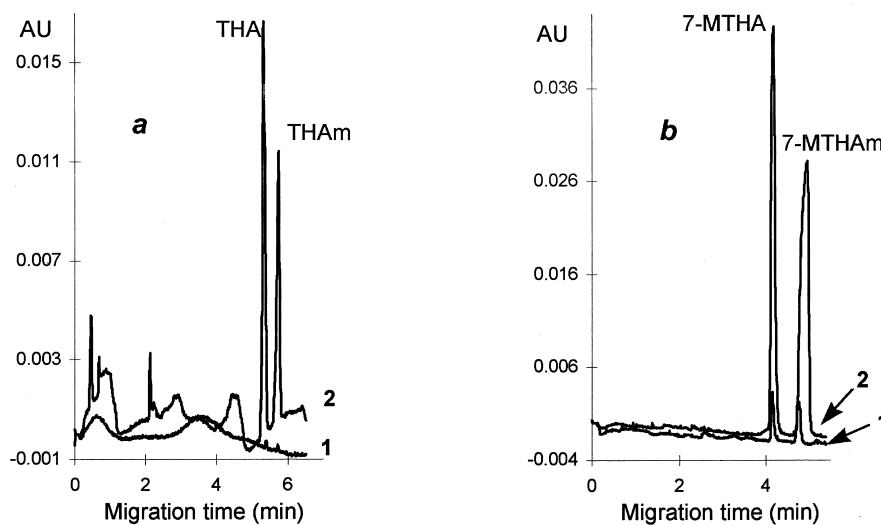 AU
THA
0.015
a
THAm
0.011
0.007
0.003
2
1
-0.001
0 2 4 6
Migration time (min)
AU
7-MTHA
0.036
b
7-MTHAm
0.026
0.016
0.006
2
1
-0.004
0 2 4
Migration time (min)